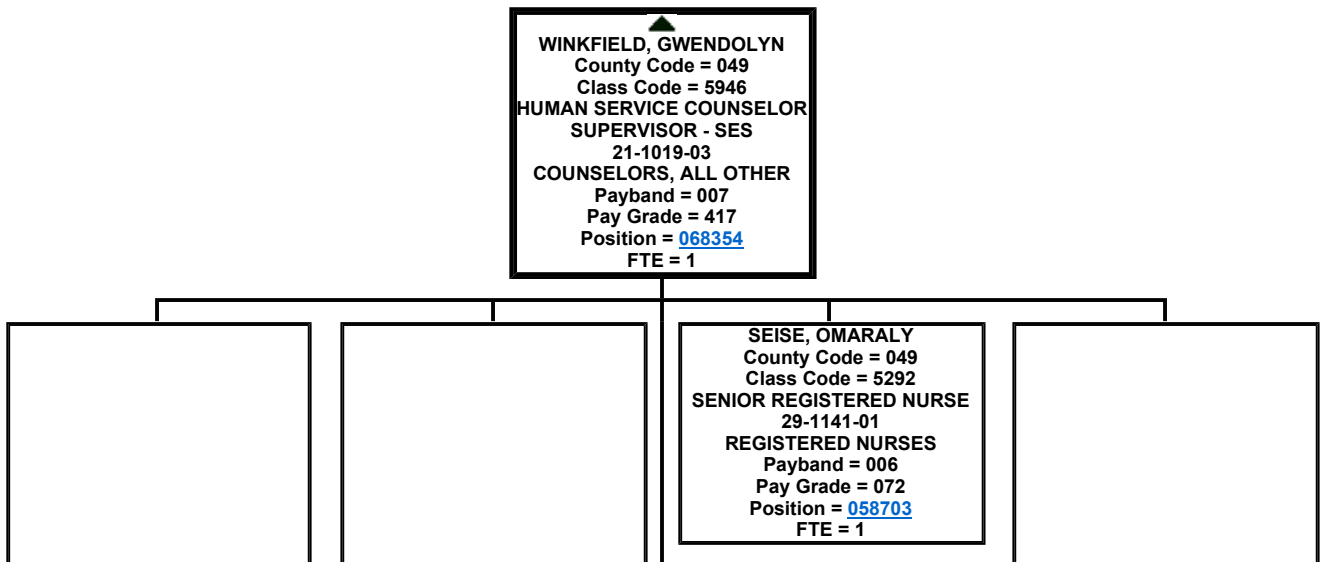 WINKFIELD, GWENDOLYN
County Code = 049
Class Code = 5946
HUMAN SERVICE COUNSELOR
SUPERVISOR - SES
21-1019-03
COUNSELORS, ALL OTHER
Payband = 007
Pay Grade = 417
Position = 068354
FTE = 1
SEISE, OMARALY
County Code = 049
Class Code = 5292
SENIOR REGISTERED NURSE
29-1141-01
REGISTERED NURSES
Payband = 006
Pay Grade = 072
Position = 058703
FTE = 1